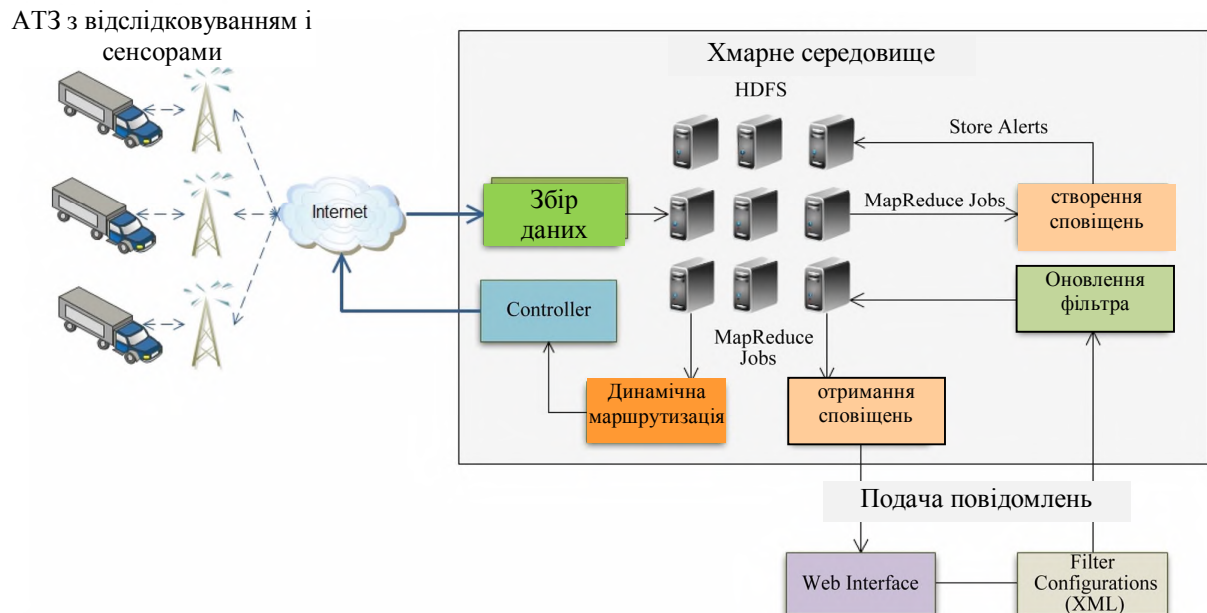 АТЗ з відслідковуванням і
сенсорами
Хмарне середовище
HDFS
Store Alerts
Internet
Збір
даних
MapReduce Jobs
створення
сповіщень
Controller
Оновлення
фільтра
MapReduce
Jobs
Динамічна
маршрутизація
отримання
сповіщень
Подача повідомлень
Web Interface
Filter
Configurations
(XML)